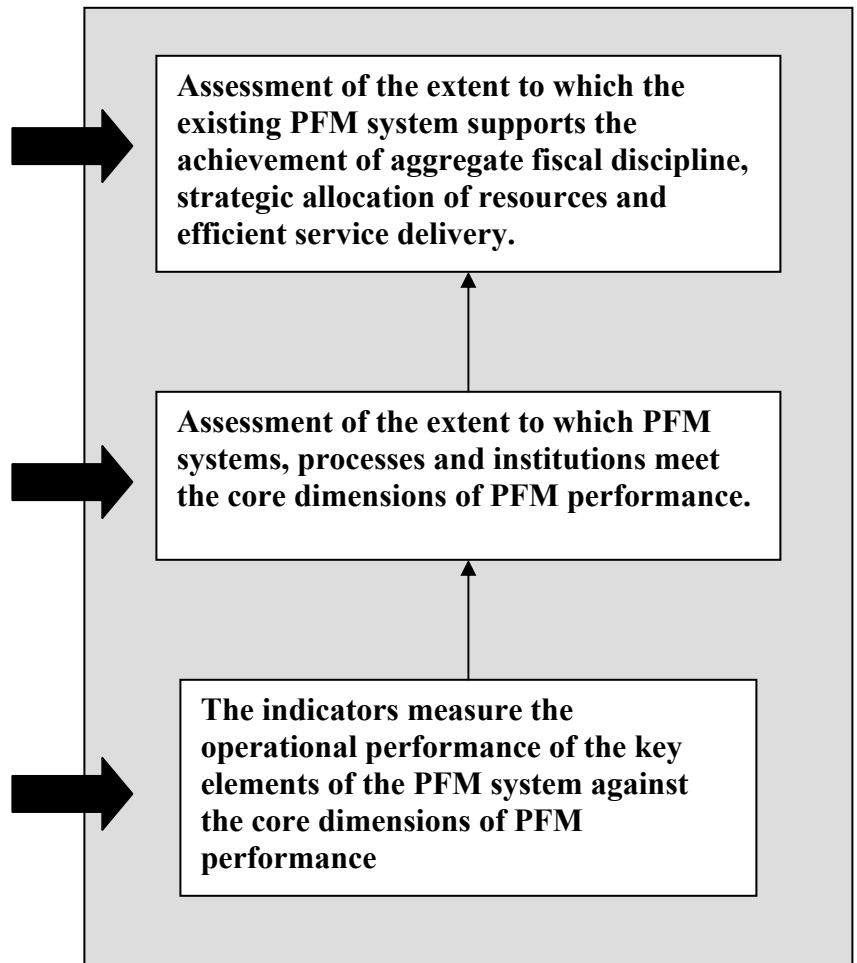 Assessment of the extent to which the
existing PFM system supports the
achievement of aggregate fiscal discipline,
strategic allocation of resources and
efficient service delivery.
Assessment of the extent to which PFM
systems, processes and institutions meet
the core dimensions of PFM performance.
The indicators measure the
operational performance of the key
elements of the PFM system against
the core dimensions of PFM
performance